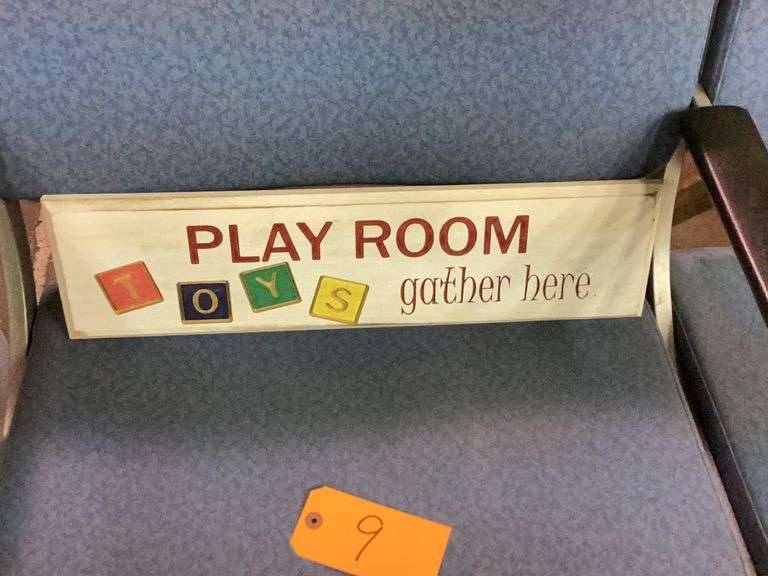 PLAY ROOM
TOYS gather here.
9